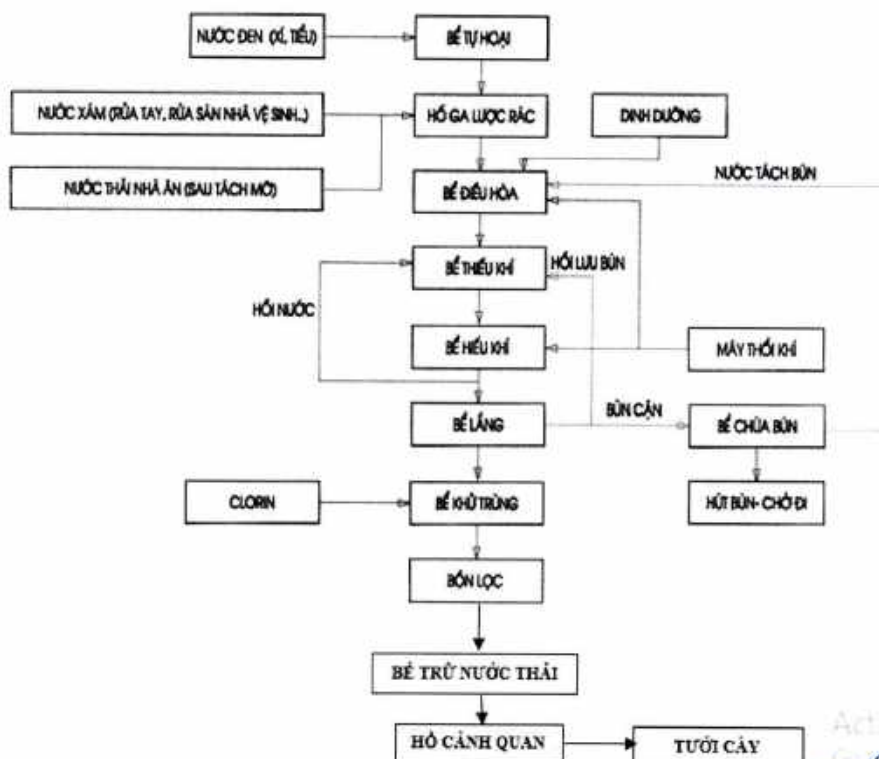 NƯỚC ĐEN (XÍ, TIỂU)
BỂ TỰ HOẠI
NƯỚC XÁM (RỬA TAY, RỬA SÀN NHÀ VỆ SINH...)
HỐ GA LƯỢC RÁC
DINH DƯỠNG
NƯỚC THẢI NHÀ ĂN (SAU TÁCH MỠ)
BỂ ĐIỀU HÒA
NƯỚC TÁCH BÙN
BỂ THIẾU KHÍ
HỒI LƯU BÙN
HỒI NƯỚC
BỂ HIẾU KHÍ
MÁY THỔI KHÍ
BỂ LẮNG
BÙN CẶN
BỂ CHỨA BÙN
CLORIN
BỂ KHỬ TRÙNG
HÚT BÙN- CHỞ ĐI
BỒN LỌC
BỂ TRỮ NƯỚC THẢI
HỒ CẢNH QUAN
TƯỚI CÂY